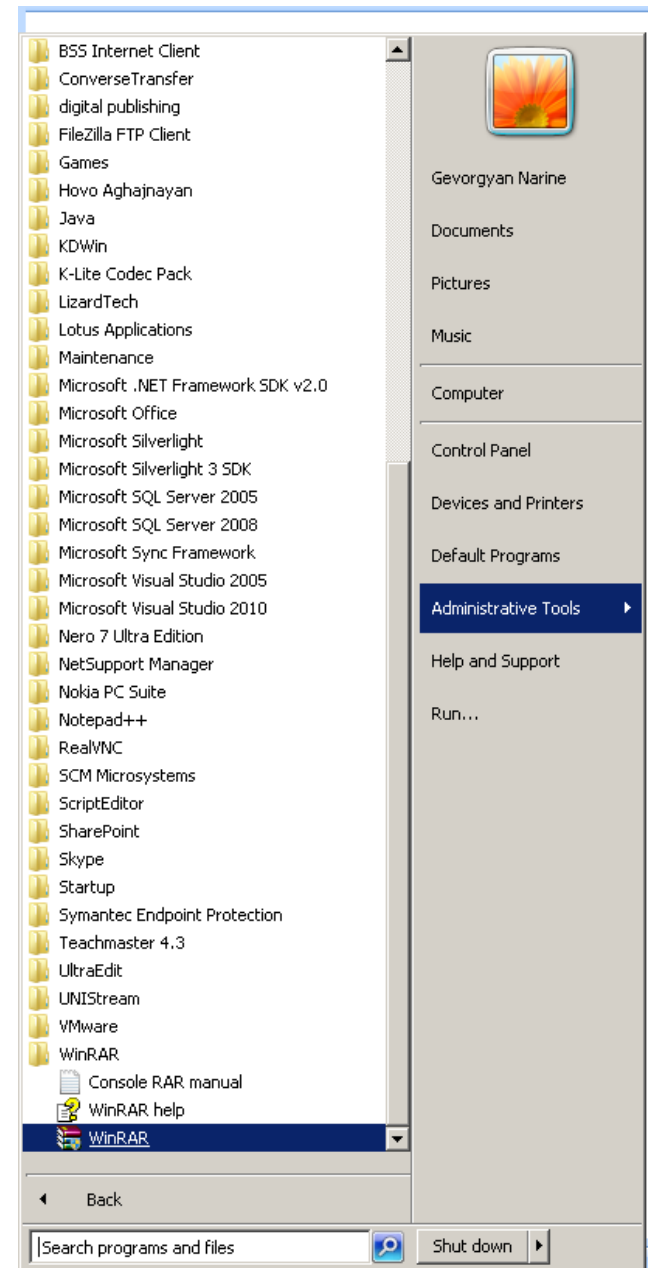 BSS Internet Client
ConverseTransfer
digital publishing
FileZilla FTP Client
Games
Hovo Aghajnayan
Java
KDWin
K-Lite Codec Pack
LizardTech
Lotus Applications
Maintenance
Microsoft .NET Framework SDK v2.0
Microsoft Office
Microsoft Silverlight
Microsoft Silverlight 3 SDK
Microsoft SQL Server 2005
Microsoft SQL Server 2008
Microsoft Sync Framework
Microsoft Visual Studio 2005
Microsoft Visual Studio 2010
Nero 7 Ultra Edition
NetSupport Manager
Nokia PC Suite
Notepad++
RealVNC
SCM Microsystems
ScriptEditor
SharePoint
Skype
Startup
Symantec Endpoint Protection
Teachmaster 4.3
UltraEdit
UNIStream
VMware
WinRAR
Console RAR manual
WinRAR help
WinRAR
Back
Search programs and files
Gevorgyan Narine
Documents
Pictures
Music
Computer
Control Panel
Devices and Printers
Default Programs
Administrative Tools
Help and Support
Run...
Shut down